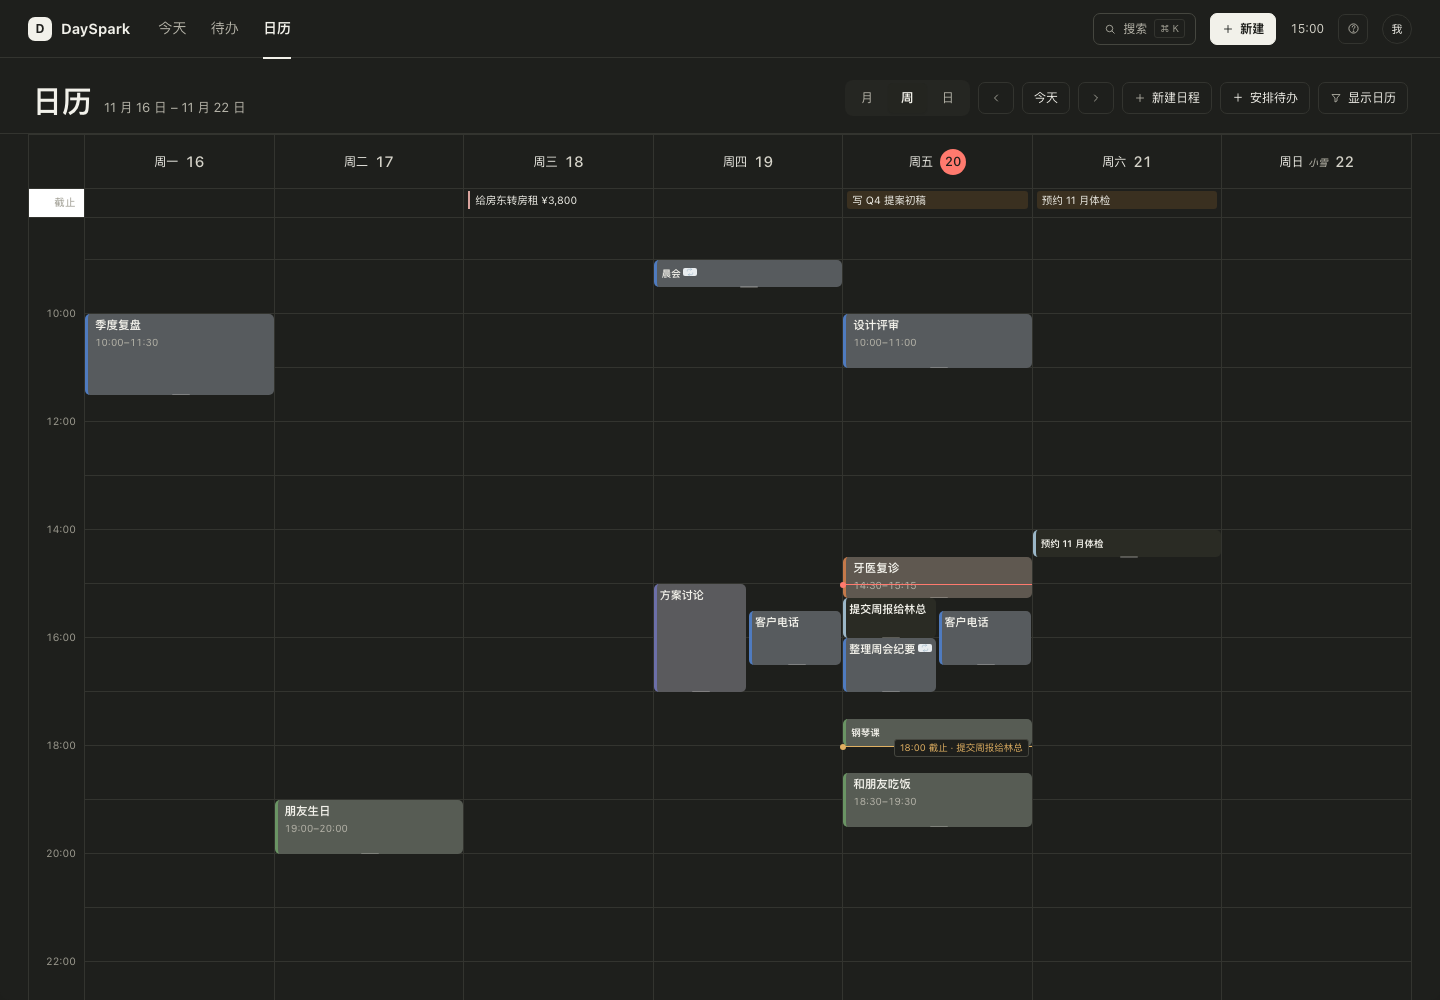 D DaySpark 今天 待办 日历 搜索 ⌘ K + 新建 15:00 我
日历 11 月 16 日 – 11 月 22 日 月 周 日 今天 + 新建日程 + 安排待办 显示日历
周一 16 周二 17 周三 18 周四 19 周五 20 周六 21 周日 小雪 22
截止 给房东转房租 ¥3,800 写 Q4 提案初稿 预约 11 月体检
晨会
10:00
季度复盘
10:00–11:30
设计评审
10:00–11:00
12:00
14:00
预约 11 月体检
牙医复诊
14:30–15:15
方案讨论
提交周报给林总
客户电话
客户电话
16:00
整理周会纪要
钢琴课
18:00
18:00 截止 · 提交周报给林总
和朋友吃饭
18:30–19:30
朋友生日
19:00–20:00
20:00
22:00